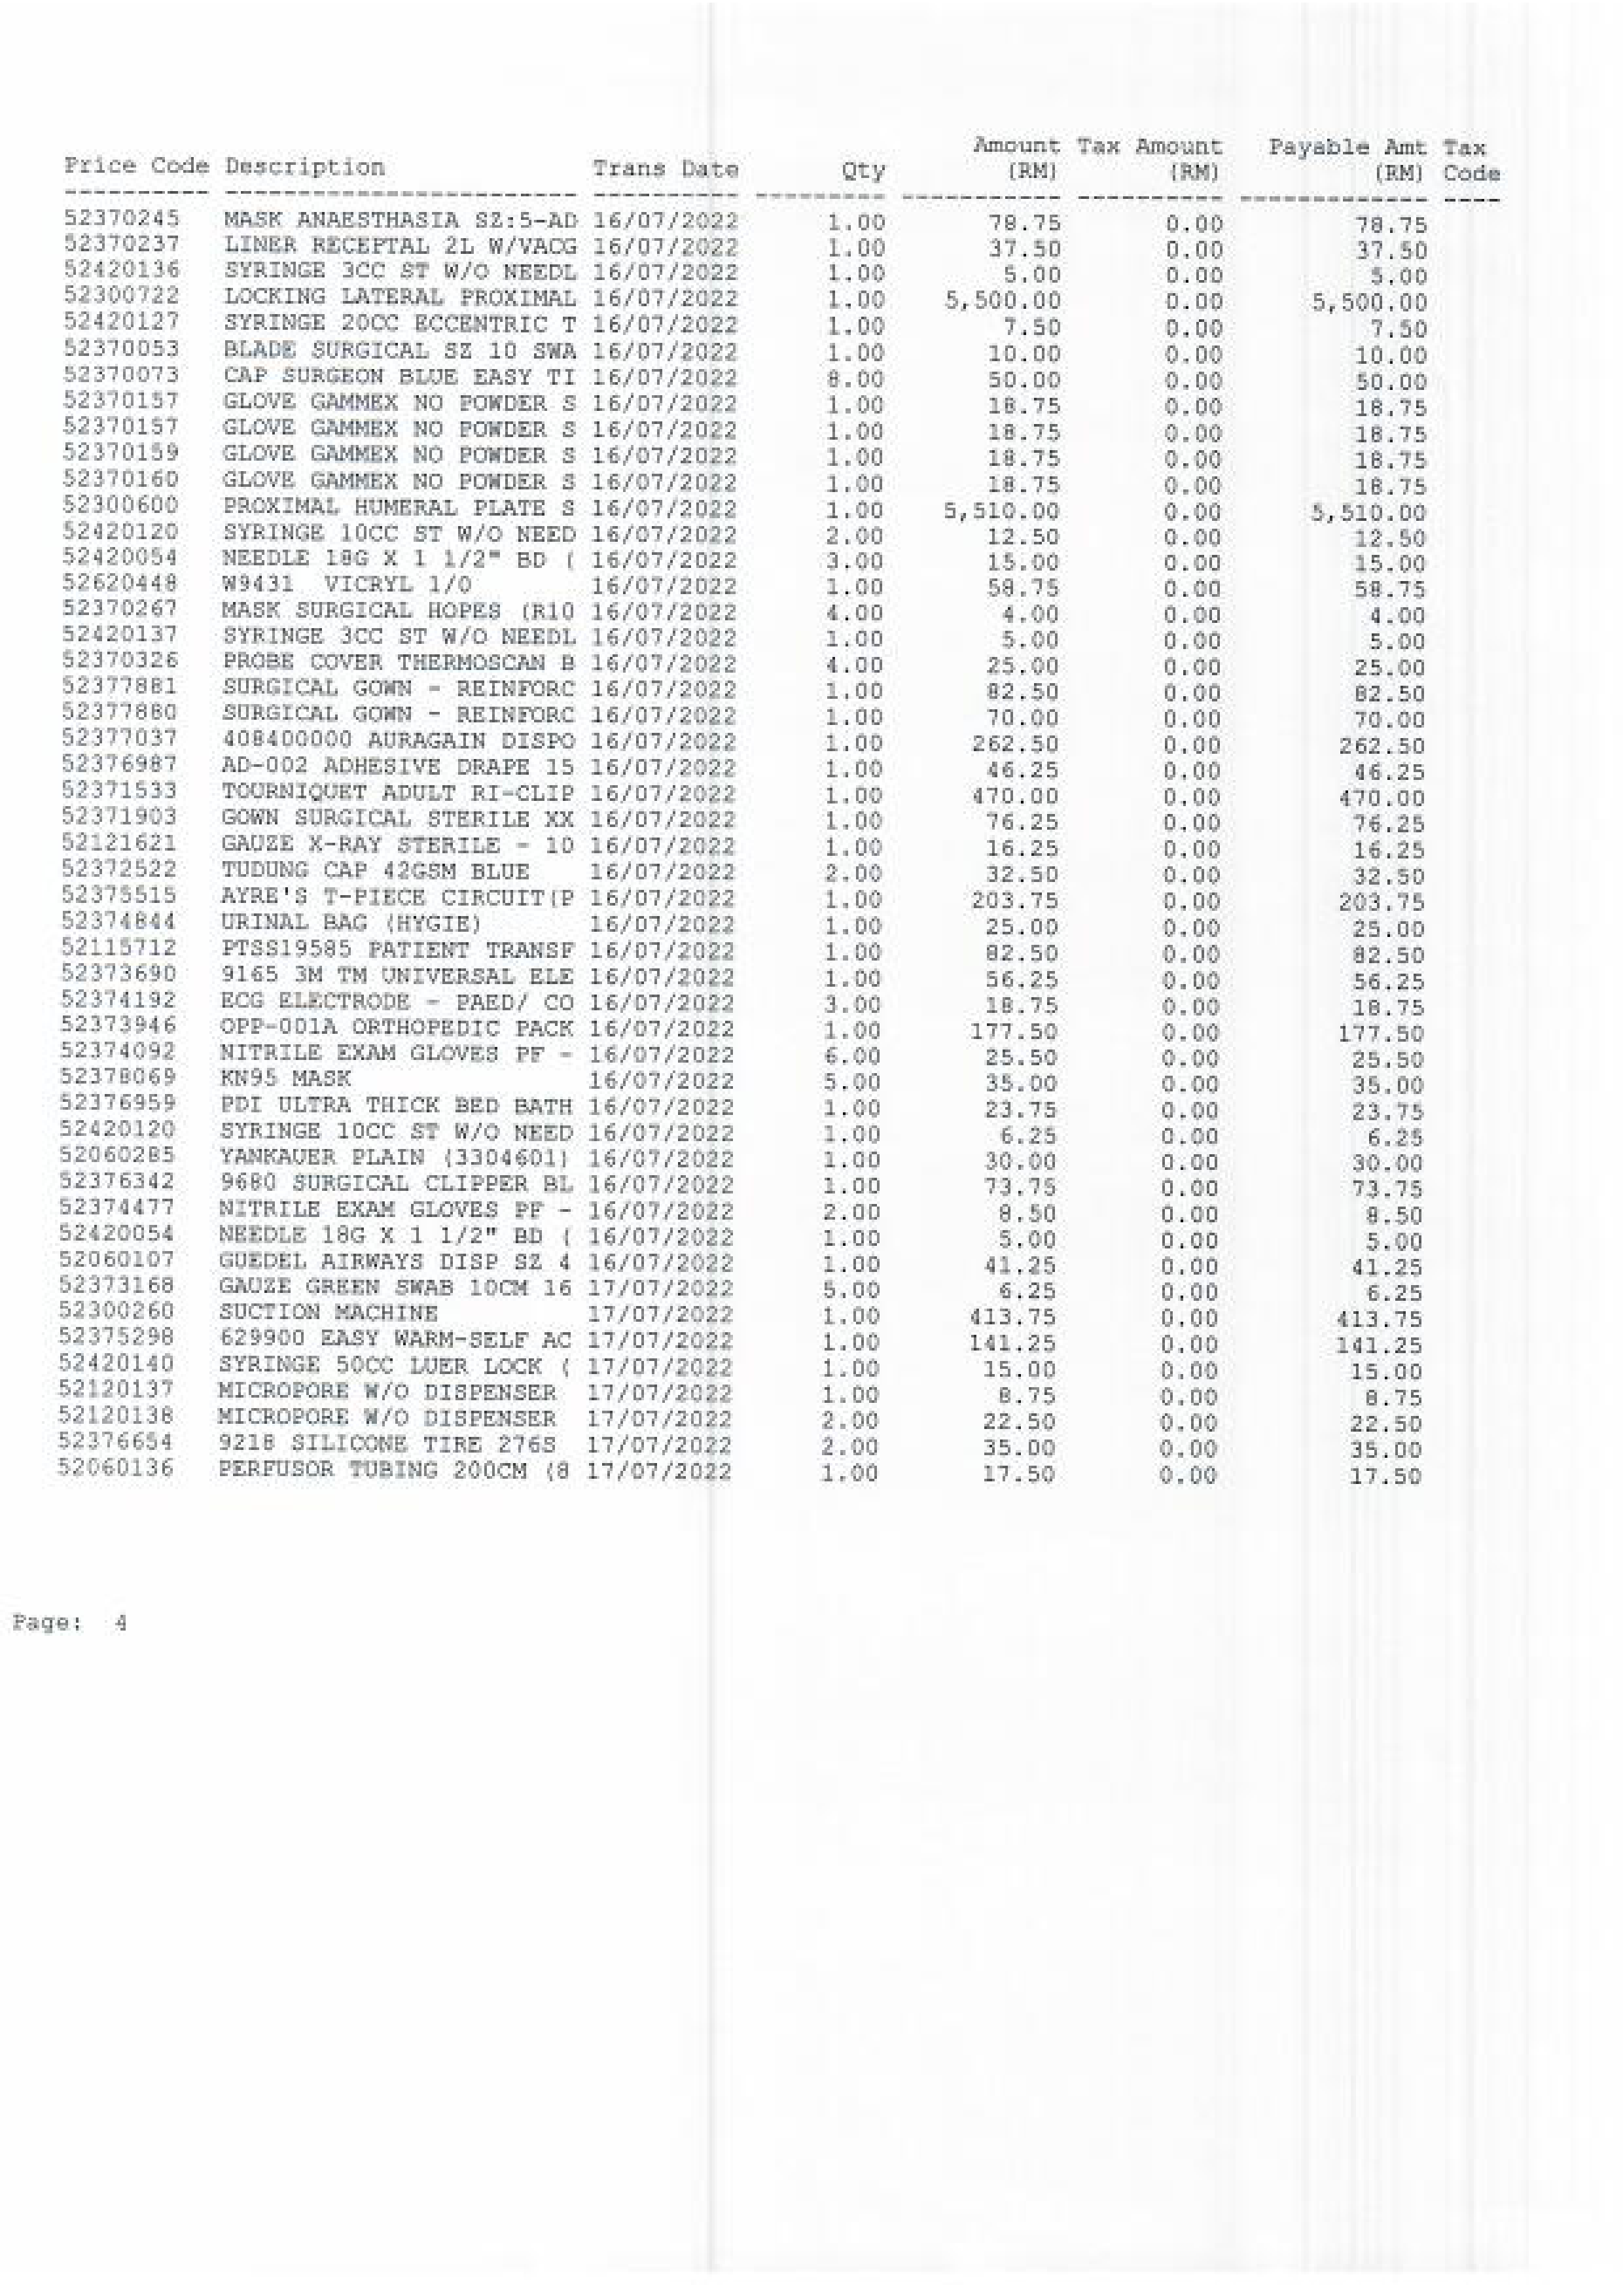 Amount Tax Amount Payable Amt Tax
Price Code Description Trans Date Qty (RM) (RM) (RM) Code
---------- ------------------------ ---------- --------- ----------- ---------- ------------- ----
52370245 MASK ANAESTHASIA SZ:5-AD 16/07/2022 1.00 78.75 0.00 78.75
52370237 LINER RECEPTAL 2L W/VACG 16/07/2022 1.00 37.50 0.00 37.50
52420136 SYRINGE 3CC ST W/O NEEDL 16/07/2022 1.00 5.00 0.00 5.00
52300722 LOCKING LATERAL PROXIMAL 16/07/2022 1.00 5,500.00 0.00 5,500.00
52420127 SYRINGE 20CC ECCENTRIC T 16/07/2022 1.00 7.50 0.00 7.50
52370053 BLADE SURGICAL SZ 10 SWA 16/07/2022 1.00 10.00 0.00 10.00
52370073 CAP SURGEON BLUE EASY TI 16/07/2022 8.00 50.00 0.00 50.00
52370157 GLOVE GAMMEX NO POWDER S 16/07/2022 1.00 18.75 0.00 18.75
52370157 GLOVE GAMMEX NO POWDER S 16/07/2022 1.00 18.75 0.00 18.75
52370159 GLOVE GAMMEX NO POWDER S 16/07/2022 1.00 18.75 0.00 18.75
52370160 GLOVE GAMMEX NO POWDER S 16/07/2022 1.00 18.75 0.00 18.75
52300600 PROXIMAL HUMERAL PLATE S 16/07/2022 1.00 5,510.00 0.00 5,510.00
52420120 SYRINGE 10CC ST W/O NEED 16/07/2022 2.00 12.50 0.00 12.50
52420054 NEEDLE 18G X 1 1/2" BD ( 16/07/2022 3.00 15.00 0.00 15.00
52620448 W9431 VICRYL 1/0 16/07/2022 1.00 58.75 0.00 58.75
52370267 MASK SURGICAL HOPES (R10 16/07/2022 4.00 4.00 0.00 4.00
52420137 SYRINGE 3CC ST W/O NEEDL 16/07/2022 1.00 5.00 0.00 5.00
52370326 PROBE COVER THERMOSCAN B 16/07/2022 4.00 25.00 0.00 25.00
52377881 SURGICAL GOWN - REINFORC 16/07/2022 1.00 82.50 0.00 82.50
52377880 SURGICAL GOWN - REINFORC 16/07/2022 1.00 70.00 0.00 70.00
52377037 408400000 AURAGAIN DISPO 16/07/2022 1.00 262.50 0.00 262.50
52376987 AD-002 ADHESIVE DRAPE 15 16/07/2022 1.00 46.25 0.00 46.25
52371533 TOURNIQUET ADULT RI-CLIP 16/07/2022 1.00 470.00 0.00 470.00
52371903 GOWN SURGICAL STERILE XX 16/07/2022 1.00 76.25 0.00 76.25
52121621 GAUZE X-RAY STERILE - 10 16/07/2022 1.00 16.25 0.00 16.25
52372522 TUDUNG CAP 42GSM BLUE 16/07/2022 2.00 32.50 0.00 32.50
52375515 AYRE'S T-PIECE CIRCUIT(P 16/07/2022 1.00 203.75 0.00 203.75
52374844 URINAL BAG (HYGIE) 16/07/2022 1.00 25.00 0.00 25.00
52115712 PTSS19585 PATIENT TRANSF 16/07/2022 1.00 82.50 0.00 82.50
52373690 9165 3M TM UNIVERSAL ELE 16/07/2022 1.00 56.25 0.00 56.25
52374192 ECG ELECTRODE - PAED/ CO 16/07/2022 3.00 18.75 0.00 18.75
52373946 OPP-001A ORTHOPEDIC PACK 16/07/2022 1.00 177.50 0.00 177.50
52374092 NITRILE EXAM GLOVES PF - 16/07/2022 6.00 25.50 0.00 25.50
52378069 KN95 MASK 16/07/2022 5.00 35.00 0.00 35.00
52376959 PDI ULTRA THICK BED BATH 16/07/2022 1.00 23.75 0.00 23.75
52420120 SYRINGE 10CC ST W/O NEED 16/07/2022 1.00 6.25 0.00 6.25
52060285 YANKAUER PLAIN (3304601) 16/07/2022 1.00 30.00 0.00 30.00
52376342 9680 SURGICAL CLIPPER BL 16/07/2022 1.00 73.75 0.00 73.75
52374477 NITRILE EXAM GLOVES PF - 16/07/2022 2.00 8.50 0.00 8.50
52420054 NEEDLE 18G X 1 1/2" BD ( 16/07/2022 1.00 5.00 0.00 5.00
52060107 GUEDEL AIRWAYS DISP SZ 4 16/07/2022 1.00 41.25 0.00 41.25
52373168 GAUZE GREEN SWAB 10CM 16 17/07/2022 5.00 6.25 0.00 6.25
52300260 SUCTION MACHINE 17/07/2022 1.00 413.75 0.00 413.75
52375298 629900 EASY WARM-SELF AC 17/07/2022 1.00 141.25 0.00 141.25
52420140 SYRINGE 50CC LUER LOCK ( 17/07/2022 1.00 15.00 0.00 15.00
52120137 MICROPORE W/O DISPENSER 17/07/2022 1.00 8.75 0.00 8.75
52120138 MICROPORE W/O DISPENSER 17/07/2022 2.00 22.50 0.00 22.50
52376654 9218 SILICONE TIRE 276S 17/07/2022 2.00 35.00 0.00 35.00
52060136 PERFUSOR TUBING 200CM (8 17/07/2022 1.00 17.50 0.00 17.50
Page: 4